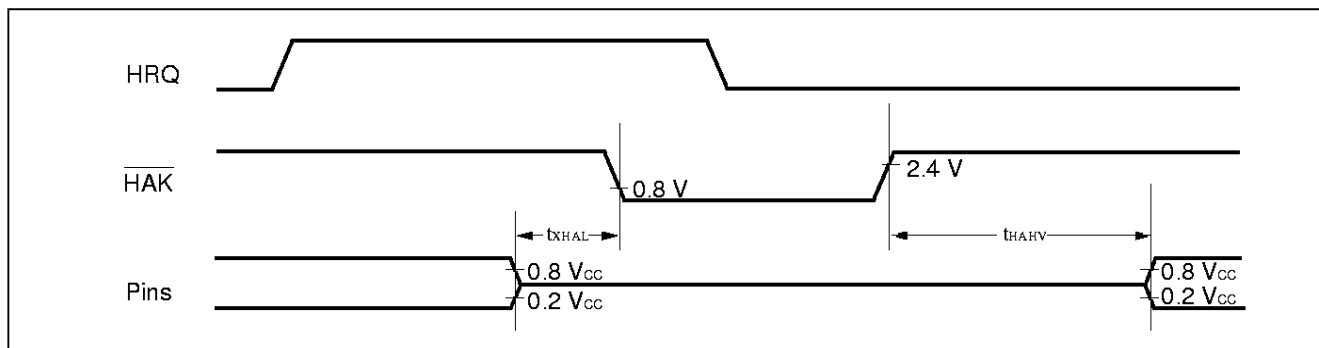 HRQ
HAK
0.8 V
2.4 V
tXHAL
tHAHV
Pins
0.8 VCC
0.2 VCC
0.8 VCC
0.2 VCC